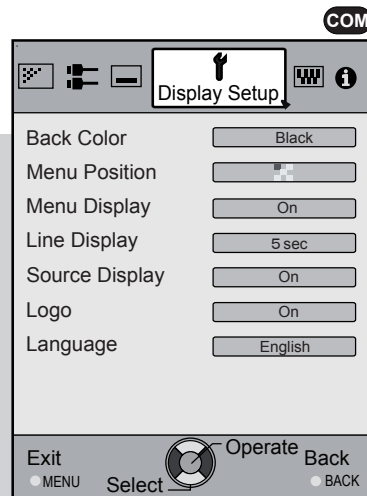 COM
Display Setup
Back Color Black
Menu Position
Menu Display On
Line Display 5 sec
Source Display On
Logo On
Language English
Operate
Exit Back
MENU Select BACK